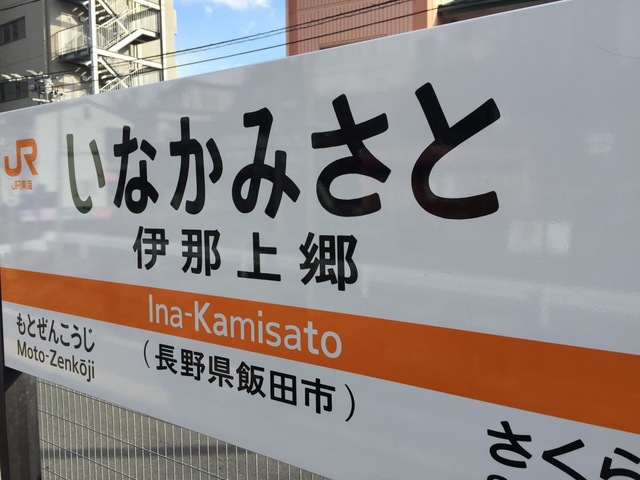 JR
JR東海
いなかみさと
伊那上郷
Ina-Kamisato
もとぜんこうじ
Moto-Zenkōji
(長野県飯田市)
さくら